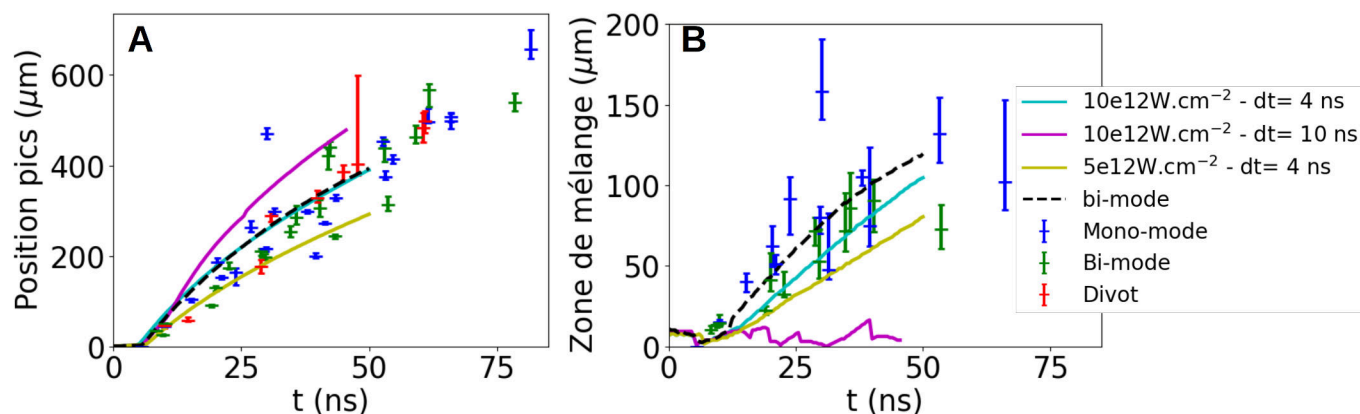 A
Position pics (μm)
600
400
200
0
0 25 50 75
t (ns)
B
Zone de mélange (μm)
200
150
100
50
0
0 25 50 75
t (ns)
10e12W.cm⁻² - dt= 4 ns
10e12W.cm⁻² - dt= 10 ns
5e12W.cm⁻² - dt= 4 ns
bi-mode
Mono-mode
Bi-mode
Divot